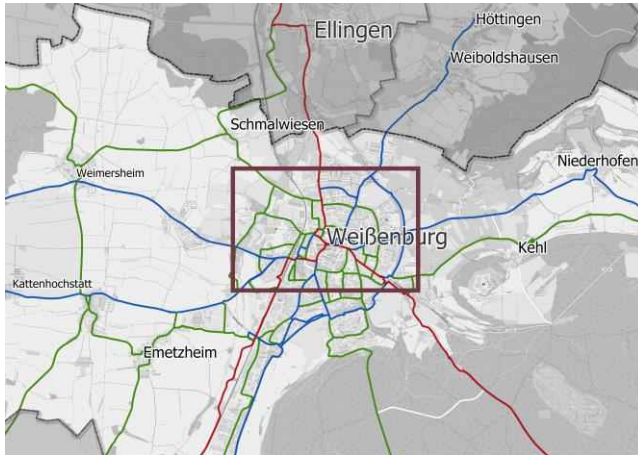 Höttingen
Ellingen
Weiboldshausen
Schmalwiesen
Niederhofen
Weimersheim
Weißenburg
Kehl
Kattenhochstatt
Emetzheim